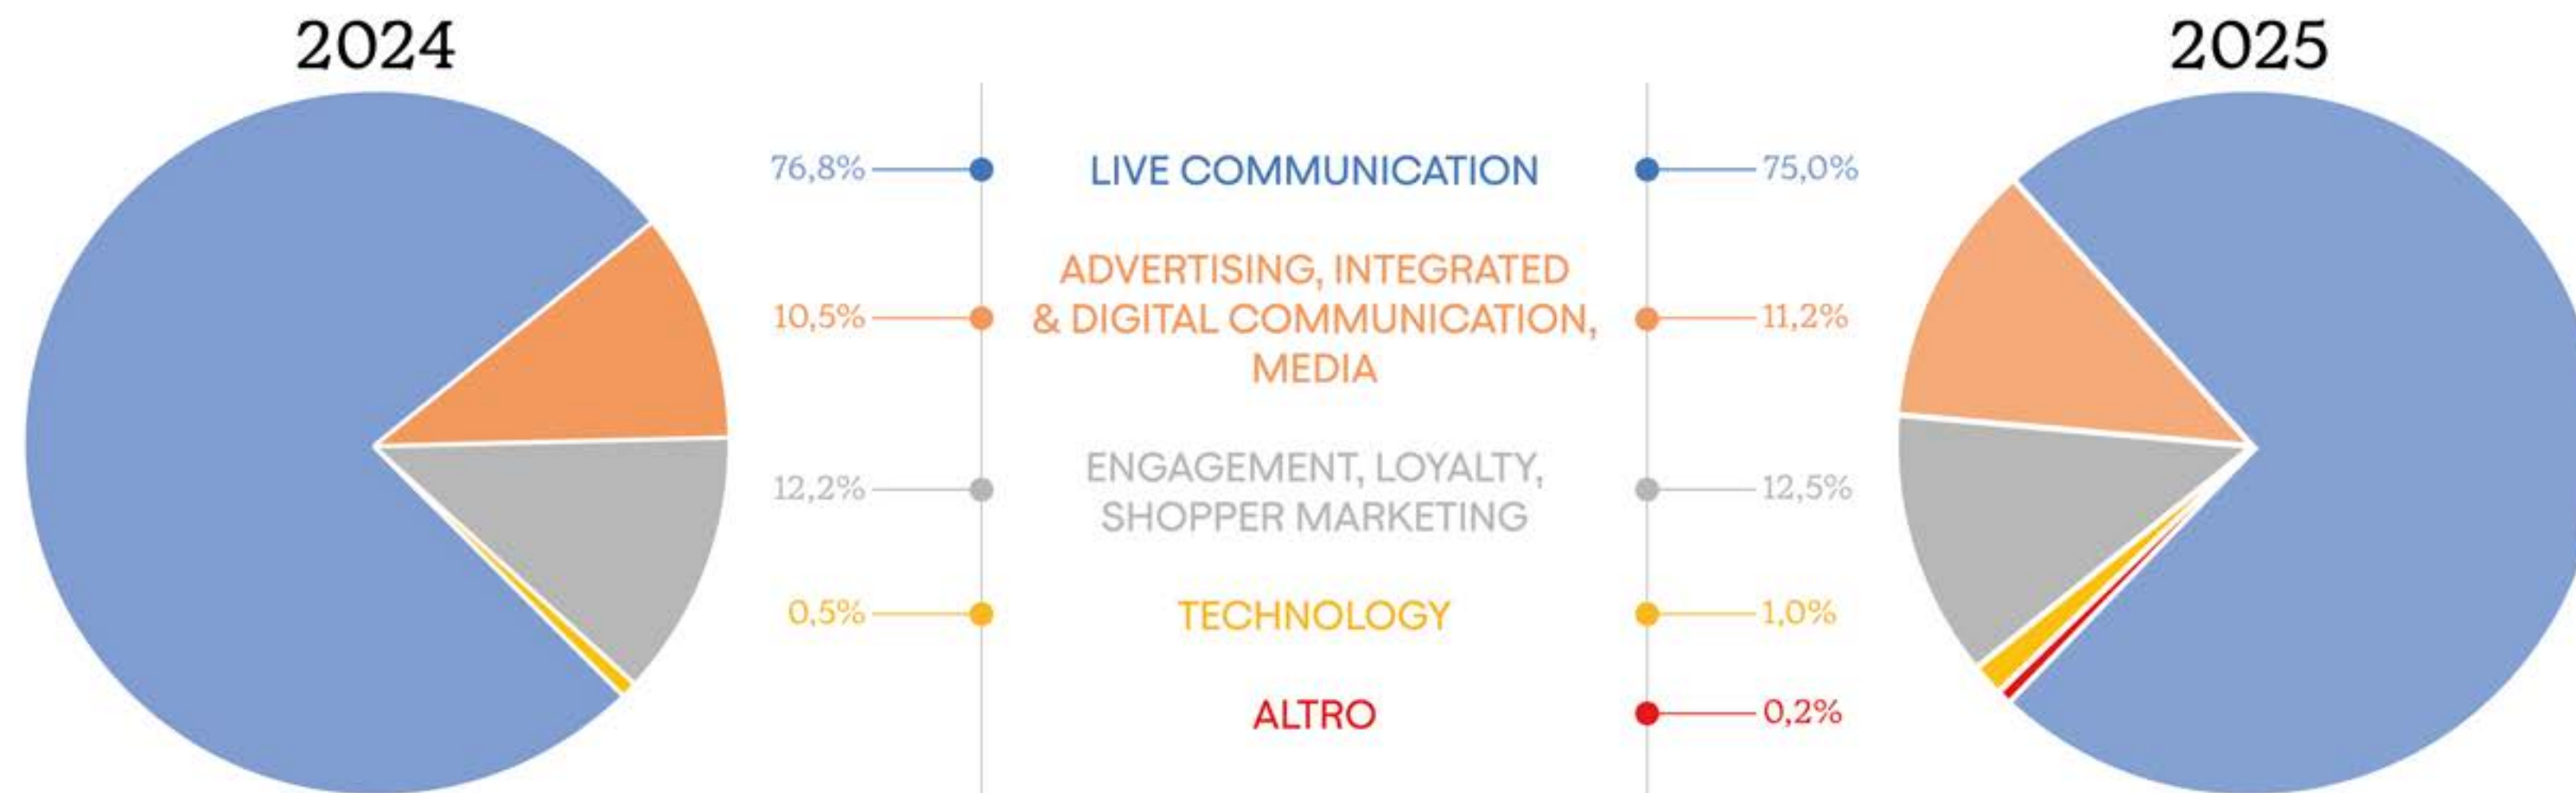 2024
2025
76,8%
LIVE COMMUNICATION
75,0%
ADVERTISING, INTEGRATED
10,5%
& DIGITAL COMMUNICATION,
11,2%
MEDIA
ENGAGEMENT, LOYALTY,
12,2%
12,5%
SHOPPER MARKETING
0,5%
TECHNOLOGY
1,0%
ALTRO
0,2%